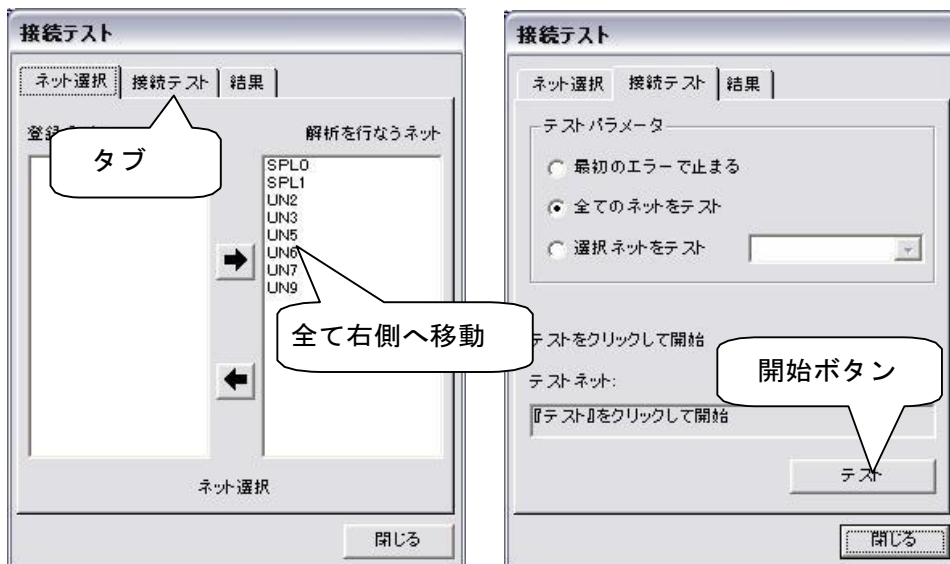 接続テスト
ネット選択 接続テスト 結果
タブ
解析を行なうネット
SPL0
SPL1
UN2
UN3
UN5
UN6
UN7
UN9
全て右側へ移動
ネット選択
閉じる
接続テスト
ネット選択 接続テスト 結果
テストパラメータ
最初のエラーで止まる
全てのネットをテスト
選択ネットをテスト
テストをクリックして開始
開始ボタン
テストネット:
『テスト』をクリックして開始
テスト
閉じる